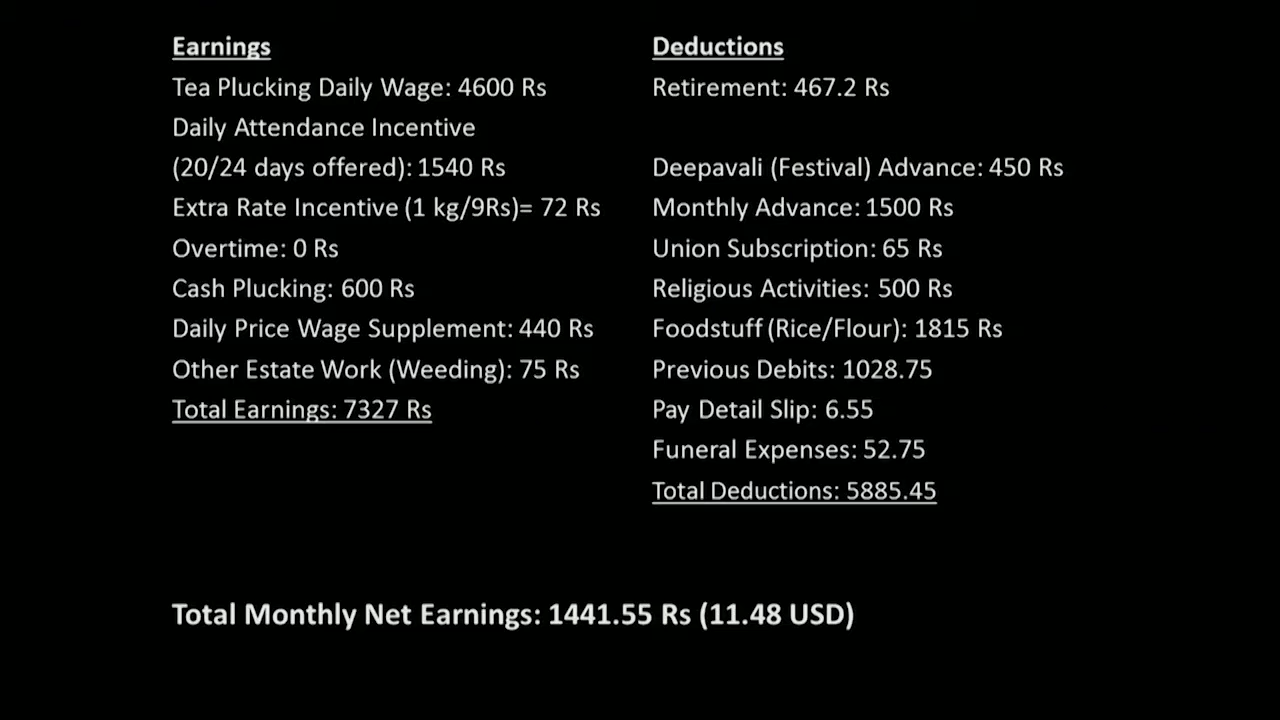 Earnings
Tea Plucking Daily Wage: 4600 Rs
Daily Attendance Incentive
(20/24 days offered): 1540 Rs
Extra Rate Incentive (1 kg/9Rs)= 72 Rs
Overtime: 0 Rs
Cash Plucking: 600 Rs
Daily Price Wage Supplement: 440 Rs
Other Estate Work (Weeding): 75 Rs
Total Earnings: 7327 Rs
Deductions
Retirement: 467.2 Rs
Deepavali (Festival) Advance: 450 Rs
Monthly Advance: 1500 Rs
Union Subscription: 65 Rs
Religious Activities: 500 Rs
Foodstuff (Rice/Flour): 1815 Rs
Previous Debits: 1028.75
Pay Detail Slip: 6.55
Funeral Expenses: 52.75
Total Deductions: 5885.45
Total Monthly Net Earnings: 1441.55 Rs (11.48 USD)